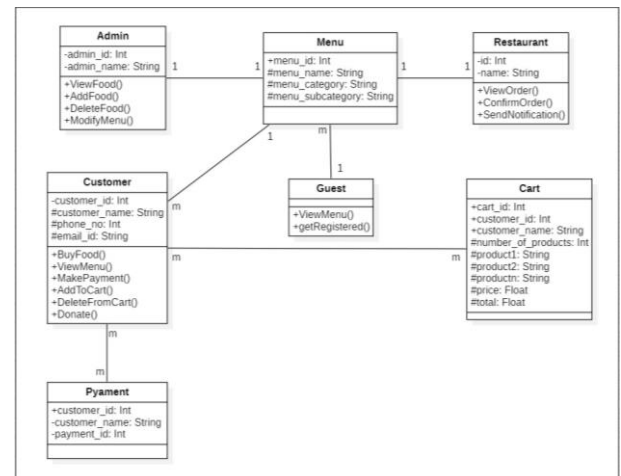 Admin
-admin_id: Int
-admin_name: String
+ViewFood()
+AddFood()
+DeleteFood()
+ModifyMenu()
1
1
Menu
+menu_id: Int
#menu_name: String
#menu_category: String
#menu_subcategory: String
1
1
Restaurant
-id: Int
-name: String
+ViewOrder()
+ConfirmOrder()
+SendNotification()
1
m
m
1
Customer
-customer_id: Int
#customer_name: String
#phone_no: Int
#email_id: String
+BuyFood()
+ViewMenu()
+MakePayment()
+AddToCart()
+DeleteFromCart()
+Donate()
Guest
+ViewMenu()
+getRegistered()
Cart
+cart_id: Int
+customer_id: Int
+customer_name: String
#number_of_products: Int
#product1: String
#product2: String
#productn: String
#price: Float
#total: Float
m
m
m
m
Pyament
+customer_id: Int
-customer_name: String
-payment_id: Int